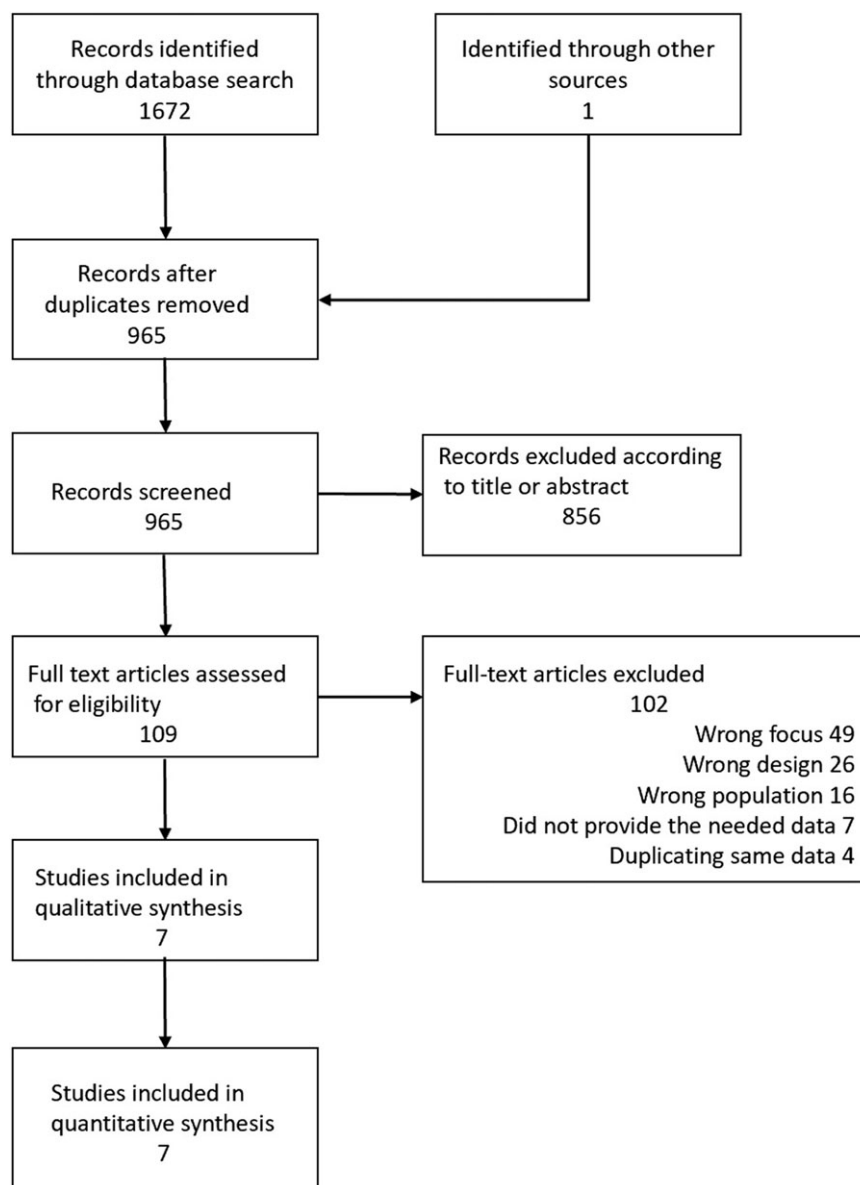 Records identified
through database search
1672
Identified through other
sources
1
Records after
duplicates removed
965
Records screened
965
Records excluded according
to title or abstract
856
Full text articles assessed
for eligibility
109
Full-text articles excluded
102
Wrong focus 49
Wrong design 26
Wrong population 16
Did not provide the needed data 7
Duplicating same data 4
Studies included in
qualitative synthesis
7
Studies included in
quantitative synthesis
7